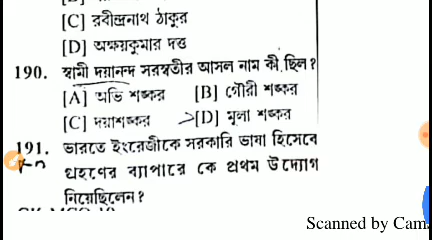 [C] রবীন্দ্রনাথ ঠাকুর
[D] অক্ষয়কুমার দত্ত
190. স্বামী দয়ানন্দ সরস্বতীর আসল নাম কী ছিল?
[A] অভি শঙ্কর [B] গৌরী শঙ্কর
[C] দয়াশঙ্কর [D] মূলা শঙ্কর
191. ভারতে ইংরেজীকে সরকারি ভাষা হিসেবে
গ্রহণের ব্যাপারে কে প্রথম উদ্যোগ
নিয়েছিলেন?
Scanned by Cam